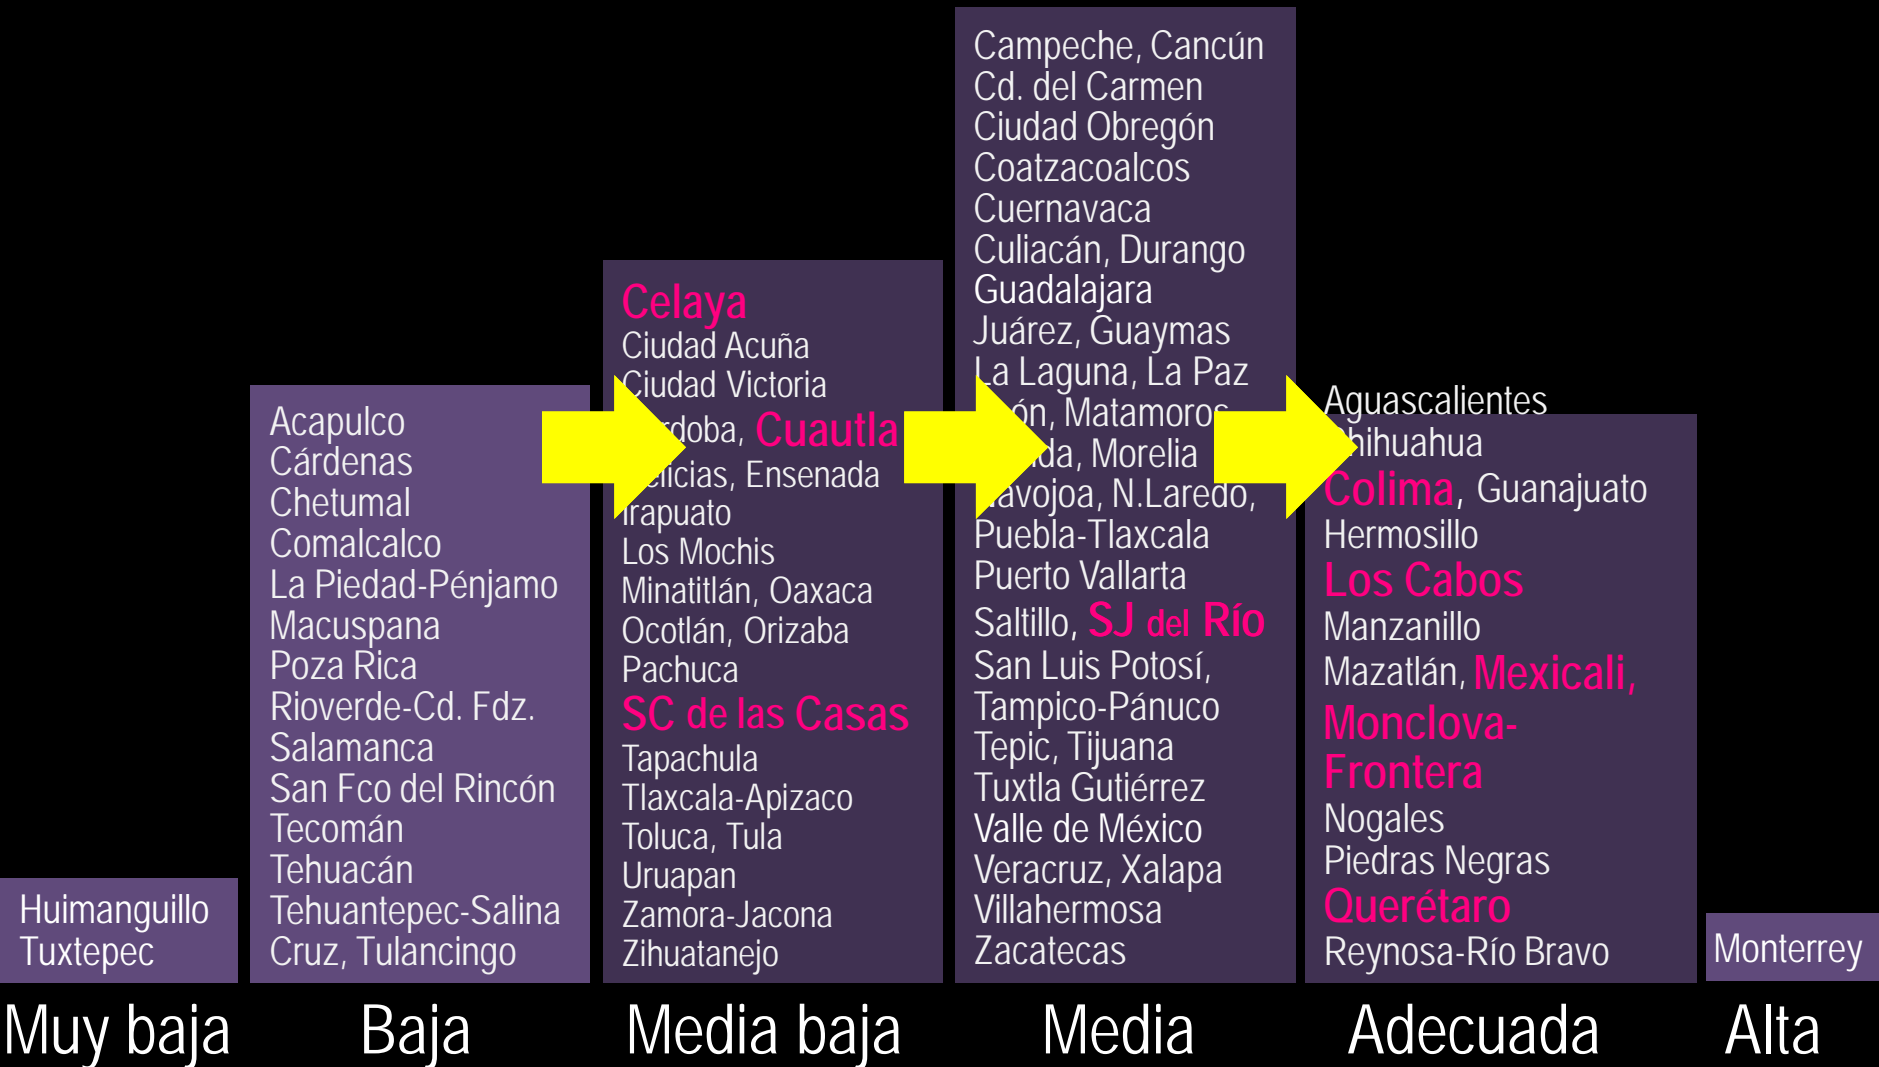 Huimanguillo
Tuxtepec
Muy baja
Acapulco
Cárdenas
Chetumal
Comalcalco
La Piedad-Pénjamo
Macuspana
Poza Rica
Rioverde-Cd. Fdz.
Salamanca
San Fco del Rincón
Tecomán
Tehuacán
Tehuantepec-Salina
Cruz, Tulancingo
Baja
Celaya
Ciudad Acuña
Ciudad Victoria
doba, Cuautla
icias, Ensenada
Irapuato
Los Mochis
Minatitlán, Oaxaca
Ocotlán, Orizaba
Pachuca
SC de las Casas
Tapachula
Tlaxcala-Apizaco
Toluca, Tula
Uruapan
Zamora-Jacona
Zihuatanejo
Media baja
Campeche, Cancún
Cd. del Carmen
Ciudad Obregón
Coatzacoalcos
Cuernavaca
Culiacán, Durango
Guadalajara
Juárez, Guaymas
La Laguna, La Paz
ón, Matamoros
da, Morelia
Navojoa, N.Laredo,
Puebla-Tlaxcala
Puerto Vallarta
Saltillo, SJ del Río
San Luis Potosí,
Tampico-Pánuco
Tepic, Tijuana
Tuxtla Gutiérrez
Valle de México
Veracruz, Xalapa
Villahermosa
Zacatecas
Media
Aguascalientes
Chihuahua
Colima, Guanajuato
Hermosillo
Los Cabos
Manzanillo
Mazatlán, Mexicali,
Monclova-
Frontera
Nogales
Piedras Negras
Querétaro
Reynosa-Río Bravo
Adecuada
Monterrey
Alta